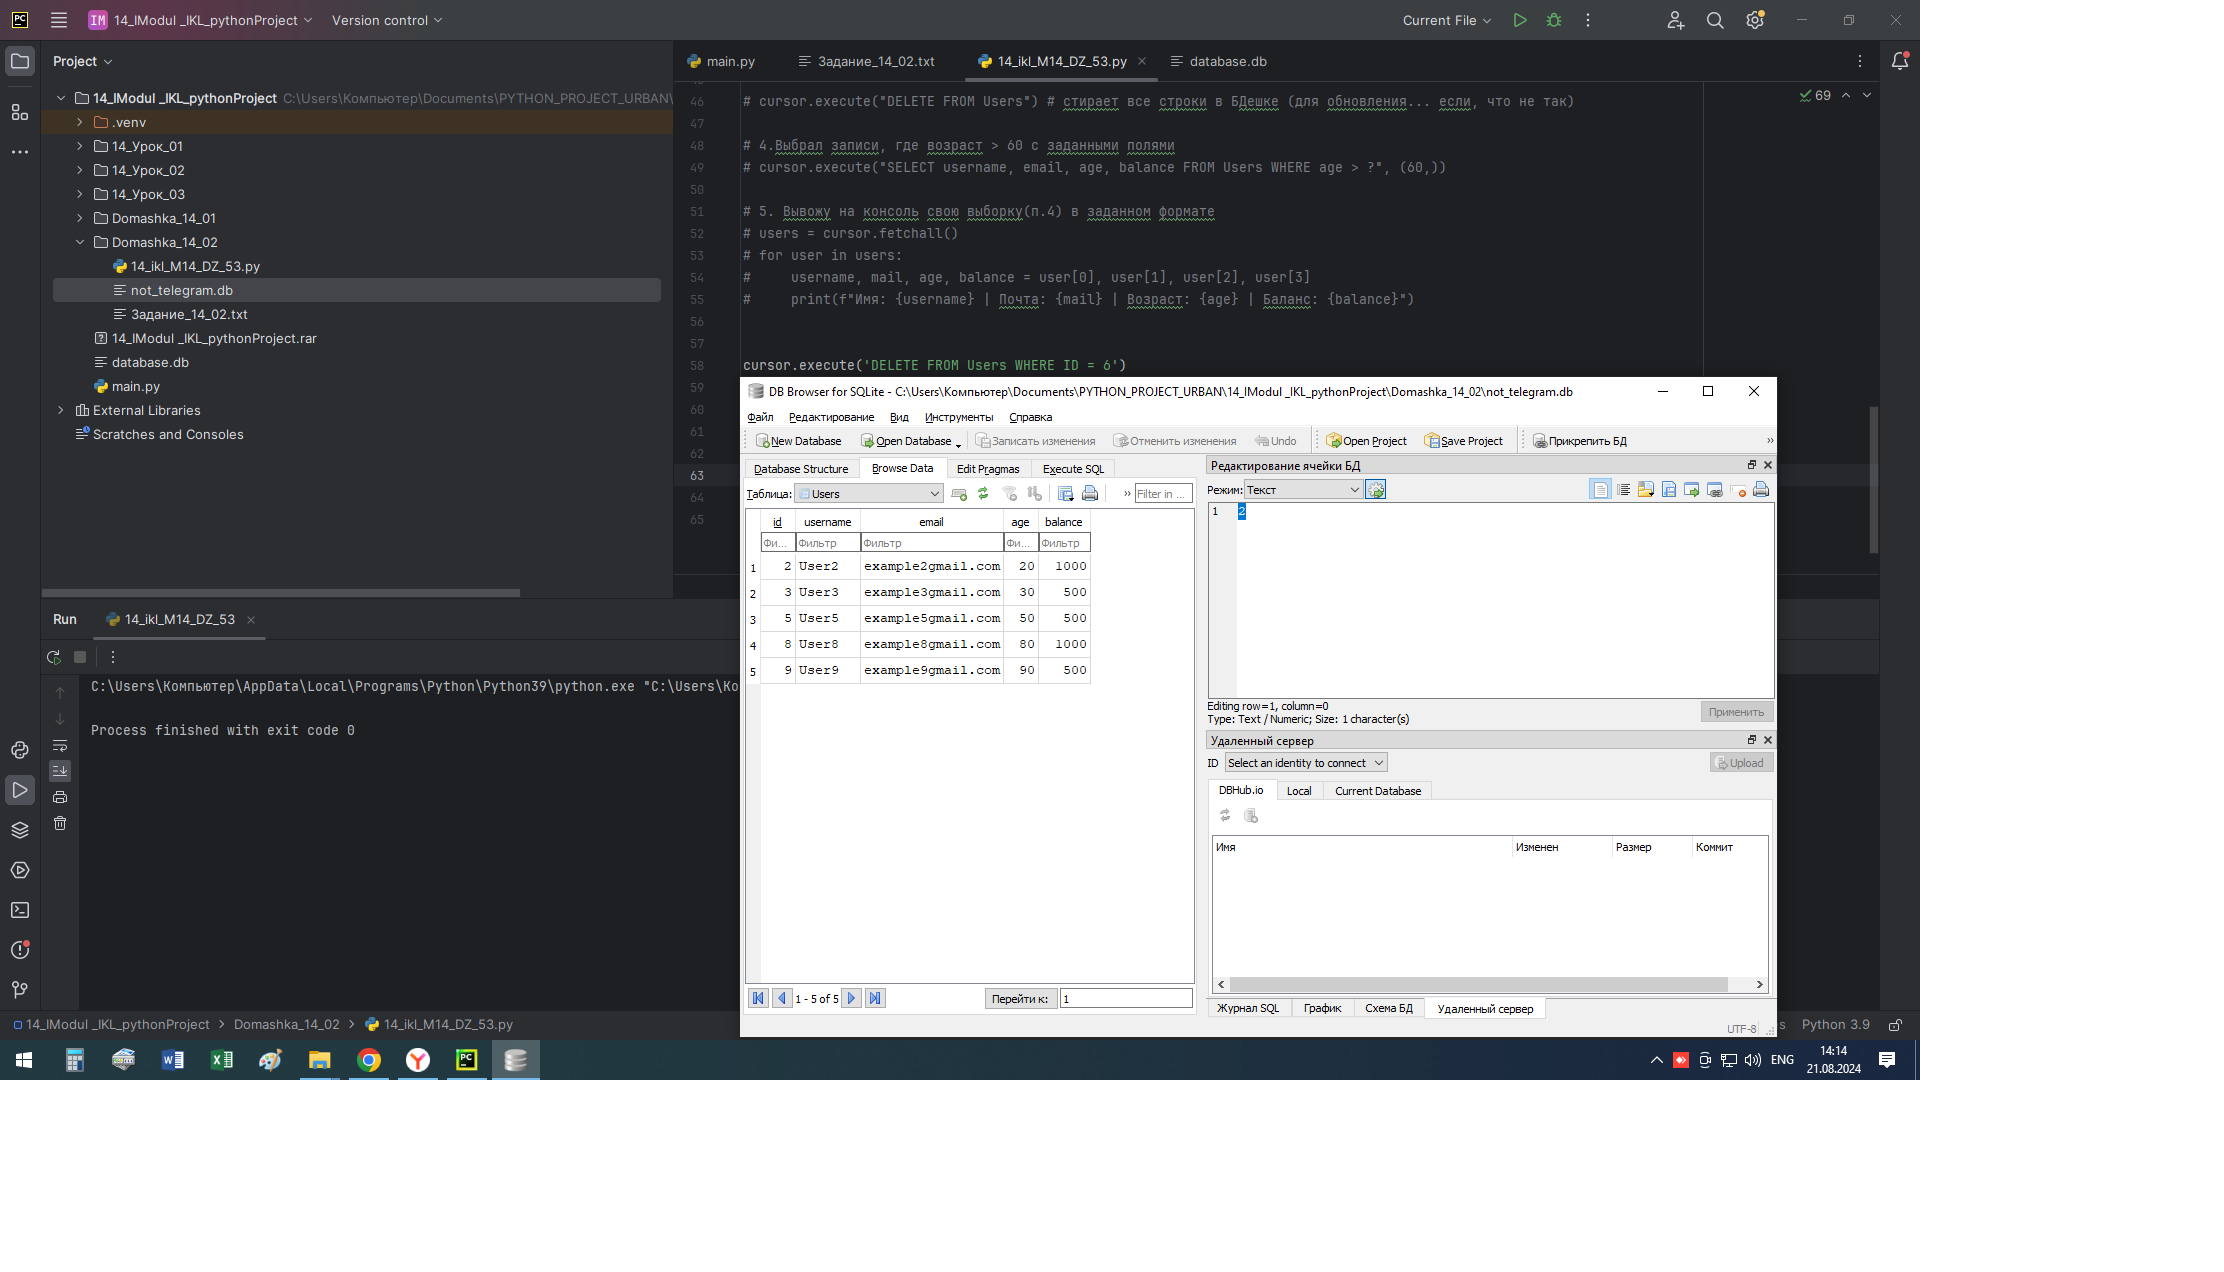 PC IM 14_IModul _IKL_pythonProject Version control Current File
Project
14_IModul _IKL_pythonProject C:\Users\Компьютер\Documents\PYTHON_PROJECT_URBAN\
.venv
14_Урок_01
14_Урок_02
14_Урок_03
Domashka_14_01
Domashka_14_02
14_ikl_M14_DZ_53.py
not_telegram.db
Задание_14_02.txt
14_IModul _IKL_pythonProject.rar
database.db
main.py
External Libraries
Scratches and Consoles
main.py Задание_14_02.txt 14_ikl_M14_DZ_53.py database.db
69
46 # cursor.execute("DELETE FROM Users") # стирает все строки в БДешке (для обновления... если, что не так)
47
48 # 4.Выбрал записи, где возраст > 60 с заданными полями
49 # cursor.execute("SELECT username, email, age, balance FROM Users WHERE age > ?", (60,))
50
51 # 5. Вывожу на консоль свою выборку(п.4) в заданном формате
52 # users = cursor.fetchall()
53 # for user in users:
54 #     username, mail, age, balance = user[0], user[1], user[2], user[3]
55 #     print(f"Имя: {username} | Почта: {mail} | Возраст: {age} | Баланс: {balance}")
56
57
58 cursor.execute('DELETE FROM Users WHERE ID = 6')
59
60
61
62
63
64
65
DB Browser for SQLite - C:\Users\Компьютер\Documents\PYTHON_PROJECT_URBAN\14_IModul _IKL_pythonProject\Domashka_14_02\not_telegram.db
Файл Редактирование Вид Инструменты Справка
New Database Open Database Записать изменения Отменить изменения Undo Open Project Save Project Прикрепить БД »
Database Structure Browse Data Edit Pragmas Execute SQL
Таблица: Users » Filter in ...
id username email age balance
Фи... Фильтр Фильтр Фи... Фильтр
1 2 User2 example2gmail.com 20 1000
2 3 User3 example3gmail.com 30 500
3 5 User5 example5gmail.com 50 500
4 8 User8 example8gmail.com 80 1000
5 9 User9 example9gmail.com 90 500
1 - 5 of 5 Перейти к: 1
Редактирование ячейки БД
Режим: Текст
1 2
Editing row=1, column=0
Type: Text / Numeric; Size: 1 character(s)
Применить
Удаленный сервер
ID Select an identity to connect Upload
DBHub.io Local Current Database
Имя Изменен Размер Коммит
Журнал SQL График Схема БД Удаленный сервер
UTF-8
Run 14_ikl_M14_DZ_53
C:\Users\Компьютер\AppData\Local\Programs\Python\Python39\python.exe "C:\Users\Ко
Process finished with exit code 0
14_IModul _IKL_pythonProject > Domashka_14_02 > 14_ikl_M14_DZ_53.py s Python 3.9
ENG 14:14
21.08.2024